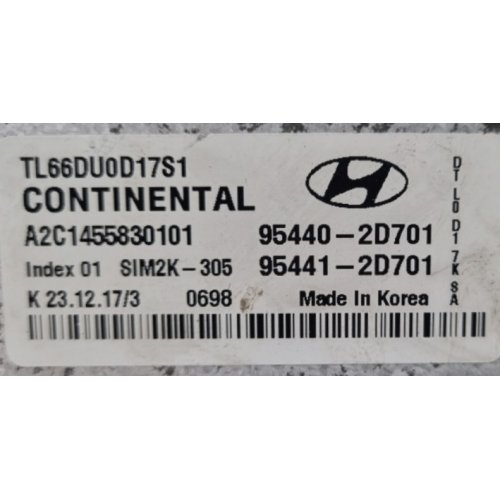 TL66DU0D17S1
CONTINENTAL
A2C1455830101 95440-2D701
Index 01 SIM2K-305 95441-2D701
K 23.12.17/3 0698 Made In Korea
DT L0 D1 7K SA